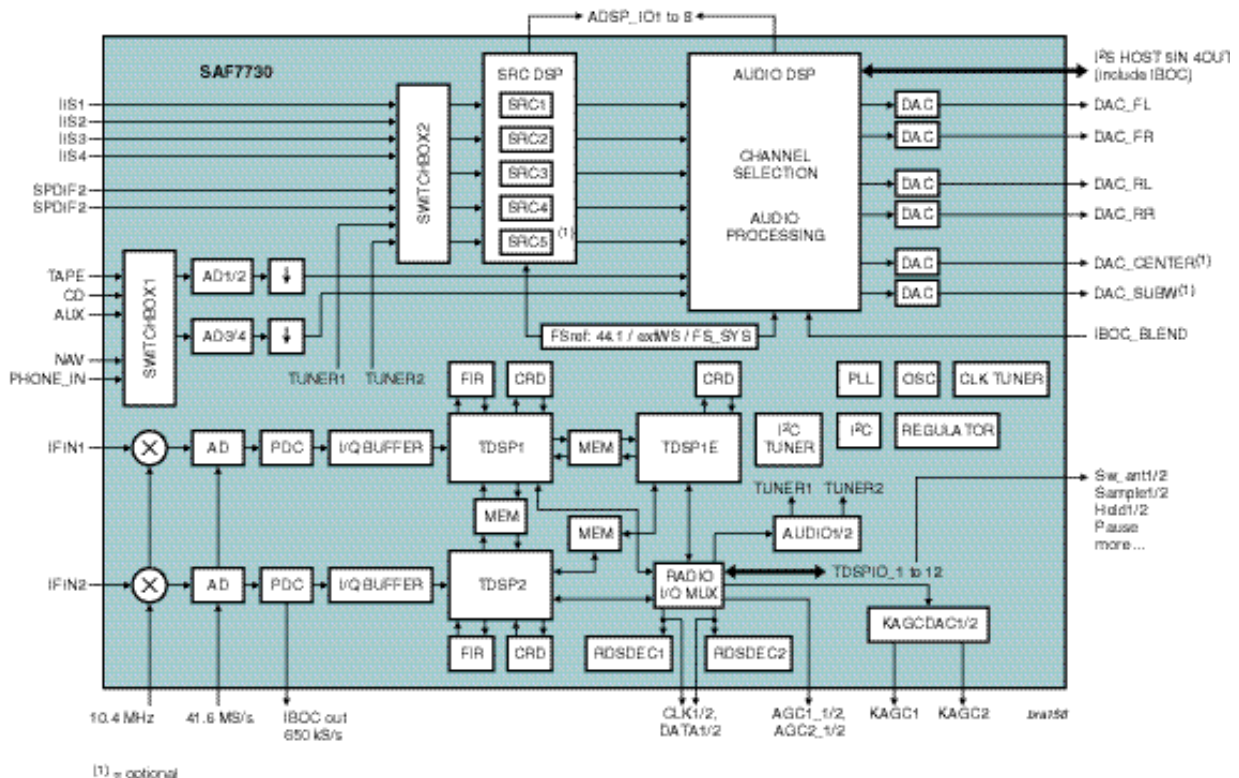 ADSP_IO1 to 8
SAF7730
SRC DSP
AUDIO DSP
I²S HOST 5IN 4OUT
(include IBOC)
IIS1
IIS2
IIS3
IIS4
SPDIF2
SPDIF2
SWITCHBOX2
SRC1
SRC2
SRC3
SRC4
SRC5 (1)
CHANNEL
SELECTION
AUDIO
PROCESSING
DAC
DAC_FL
DAC
DAC_FR
DAC
DAC_RL
DAC
DAC_RR
DAC
DAC_CENTER(1)
DAC
DAC_SUBW(1)
TAPE
CD
AUX
NAV
PHONE_IN
SWITCHBOX1
AD1/2
AD3/4
TUNER1
TUNER2
FSref: 44.1 / extWS / FS_SYS
IBOC_BLEND
FIR
CRD
CRD
PLL
OSC
CLK TUNER
IFIN1
AD
PDC
I/Q BUFFER
TDSP1
MEM
TDSP1E
I²C
TUNER
I²C
REGULATOR
MEM
MEM
TUNER1
TUNER2
AUDIO1/2
Sw_ant1/2
Sample1/2
Hold1/2
Pause
more...
IFIN2
AD
PDC
I/Q BUFFER
TDSP2
RADIO
I/O MUX
TDSPIO_1 to 12
KAGCDAC1/2
FIR
CRD
RDSDEC1
RDSDEC2
10.4 MHz
41.6 MS/s
IBOC out
650 kS/s
CLK1/2,
DATA1/2
AGC1_1/2,
AGC2_1/2
KAGC1
KAGC2
(1) = optional